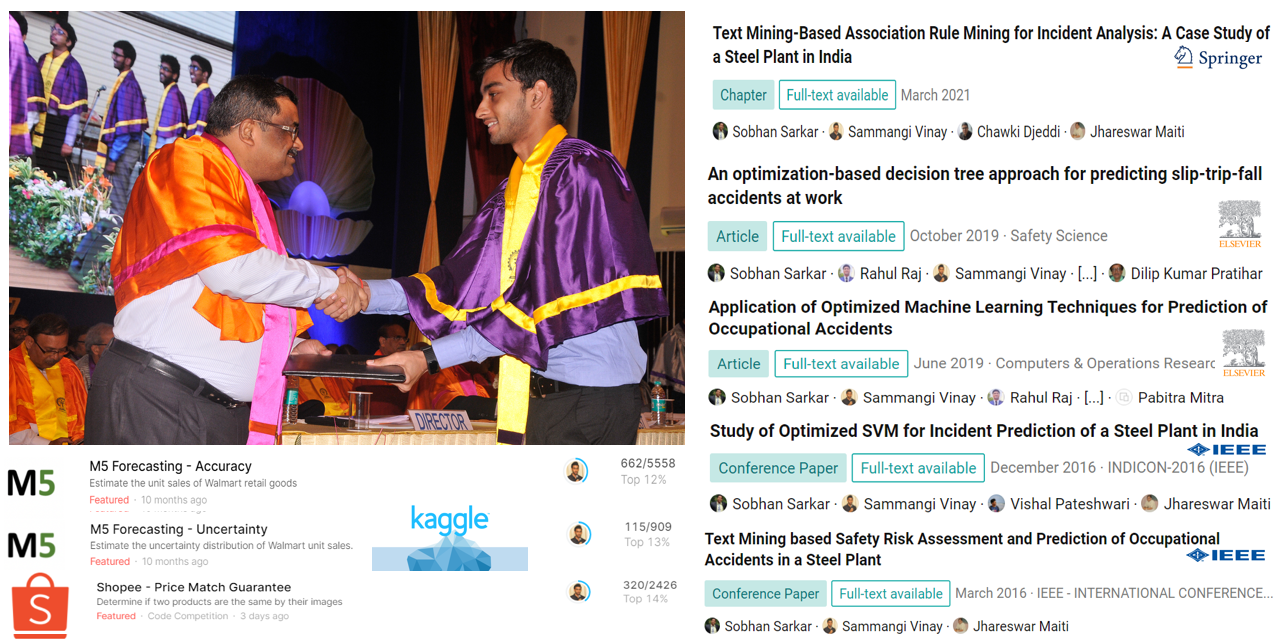 DIRECTOR
M5
M5 Forecasting - Accuracy
Estimate the unit sales of Walmart retail goods
Featured · 10 months ago
662/5558
Top 12%
M5
M5 Forecasting - Uncertainty
Estimate the uncertainty distribution of Walmart unit sales.
Featured · 10 months ago
115/909
Top 13%
kaggle
S
Shopee - Price Match Guarantee
Determine if two products are the same by their images
Featured · Code Competition · 3 days ago
320/2426
Top 14%
Text Mining-Based Association Rule Mining for Incident Analysis: A Case Study of
a Steel Plant in India
Springer
Chapter Full-text available March 2021
Sobhan Sarkar · Sammangi Vinay · Chawki Djeddi · Jhareswar Maiti
An optimization-based decision tree approach for predicting slip-trip-fall
accidents at work
Article Full-text available October 2019 · Safety Science
ELSEVIER
Sobhan Sarkar · Rahul Raj · Sammangi Vinay · [...] · Dilip Kumar Pratihar
Application of Optimized Machine Learning Techniques for Prediction of
Occupational Accidents
Article Full-text available June 2019 · Computers & Operations Researc
ELSEVIER
Sobhan Sarkar · Sammangi Vinay · Rahul Raj · [...] · Pabitra Mitra
Study of Optimized SVM for Incident Prediction of a Steel Plant in India
IEEE
Conference Paper Full-text available December 2016 · INDICON-2016 (IEEE)
Sobhan Sarkar · Sammangi Vinay · Vishal Pateshwari · Jhareswar Maiti
Text Mining based Safety Risk Assessment and Prediction of Occupational
Accidents in a Steel Plant
IEEE
Conference Paper Full-text available March 2016 · IEEE - INTERNATIONAL CONFERENCE...
Sobhan Sarkar · Sammangi Vinay · Jhareswar Maiti